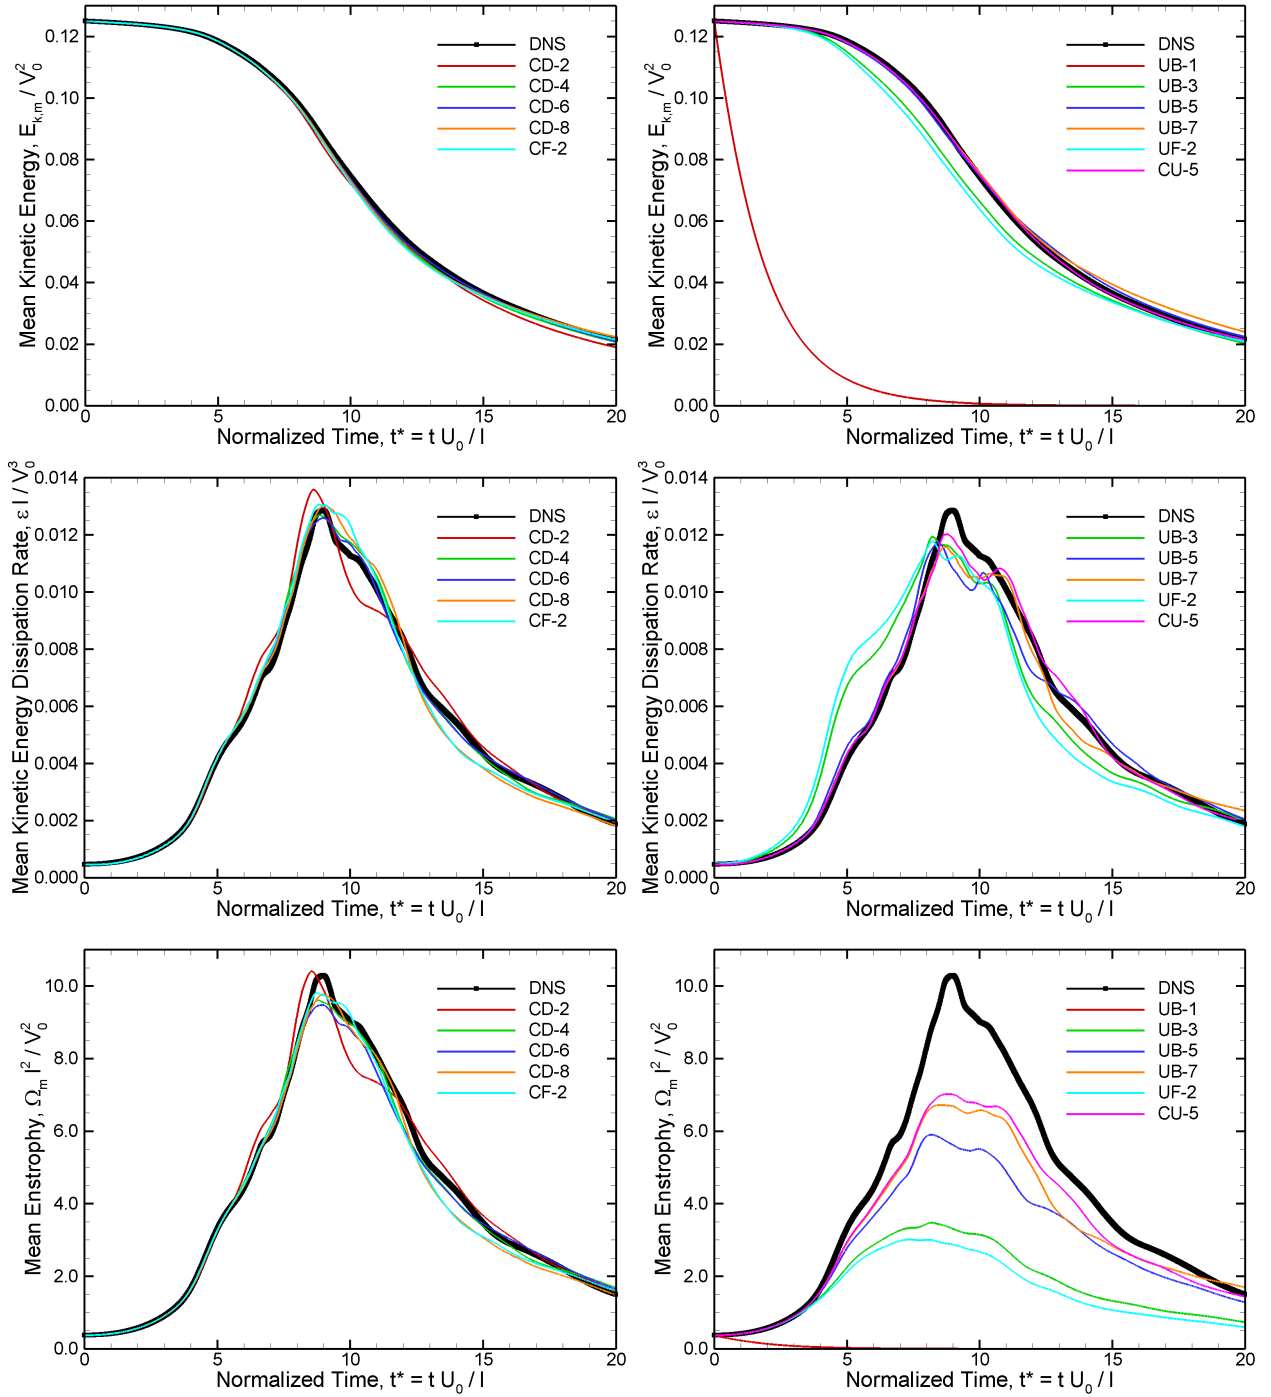 Mean Kinetic Energy, E_k,m / V_0^2
0.12
0.10
0.08
0.06
0.04
0.02
0.00
DNS
CD-2
CD-4
CD-6
CD-8
CF-2
0 5 10 15 20
Normalized Time, t* = t U_0 / l
Mean Kinetic Energy, E_k,m / V_0^2
0.12
0.10
0.08
0.06
0.04
0.02
0.00
DNS
UB-1
UB-3
UB-5
UB-7
UF-2
CU-5
0 5 10 15 20
Normalized Time, t* = t U_0 / l
Mean Kinetic Energy Dissipation Rate, ε l / V_0^3
0.014
0.012
0.010
0.008
0.006
0.004
0.002
0.000
DNS
CD-2
CD-4
CD-6
CD-8
CF-2
0 5 10 15 20
Normalized Time, t* = t U_0 / l
Mean Kinetic Energy Dissipation Rate, ε l / V_0^3
0.014
0.012
0.010
0.008
0.006
0.004
0.002
0.000
DNS
UB-3
UB-5
UB-7
UF-2
CU-5
0 5 10 15 20
Normalized Time, t* = t U_0 / l
Mean Enstrophy, Ω_m l^2 / V_0^2
10.0
8.0
6.0
4.0
2.0
0.0
DNS
CD-2
CD-4
CD-6
CD-8
CF-2
0 5 10 15 20
Normalized Time, t* = t U_0 / l
Mean Enstrophy, Ω_m l^2 / V_0^2
10.0
8.0
6.0
4.0
2.0
0.0
DNS
UB-1
UB-3
UB-5
UB-7
UF-2
CU-5
0 5 10 15 20
Normalized Time, t* = t U_0 / l